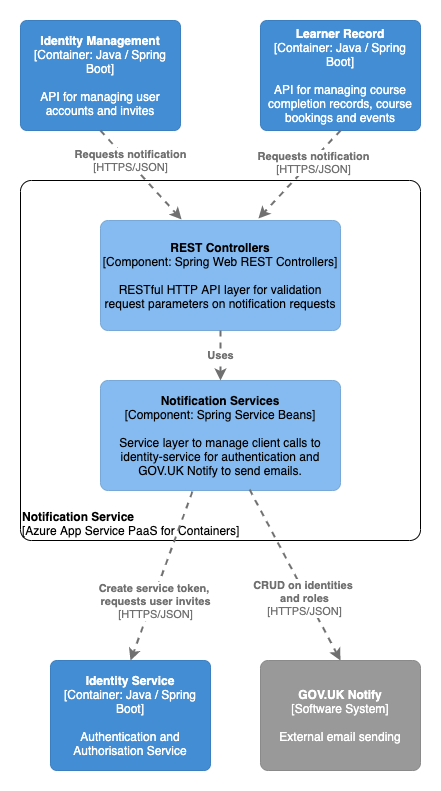 Identity Management
[Container: Java / Spring
Boot]
API for managing user
accounts and invites
Learner Record
[Container: Java / Spring
Boot]
API for managing course
completion records, course
bookings and events
Requests notification
[HTTPS/JSON]
Requests notification
[HTTPS/JSON]
REST Controllers
[Component: Spring Web REST Controllers]
RESTful HTTP API layer for validation
request parameters on notification requests
Uses
Notification Services
[Component: Spring Service Beans]
Service layer to manage client calls to
identity-service for authentication and
GOV.UK Notify to send emails.
Notification Service
[Azure App Service PaaS for Containers]
Create service token,
requests user invites
[HTTPS/JSON]
CRUD on identities
and roles
[HTTPS/JSON]
Identity Service
[Container: Java / Spring
Boot]
Authentication and
Authorisation Service
GOV.UK Notify
[Software System]
External email sending